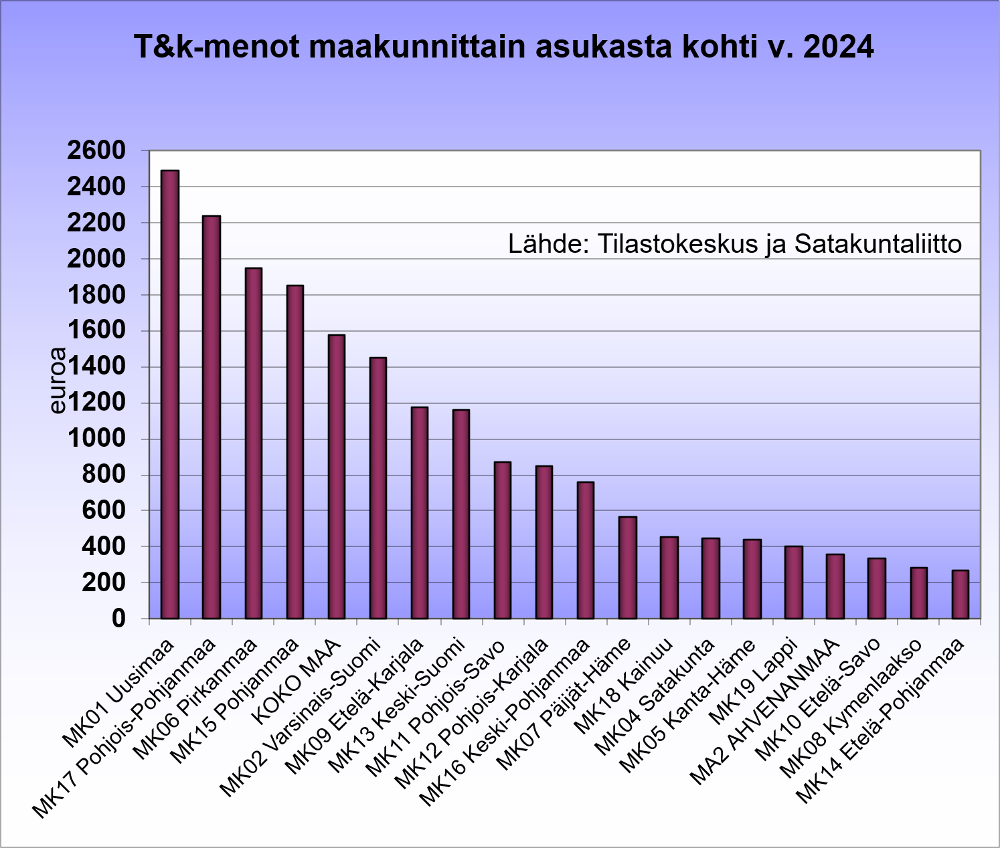 T&k-menot maakunnittain asukasta kohti v. 2024
2600
2400
2200
Lähde: Tilastokeskus ja Satakuntaliitto
2000
1800
1600
1400
euroa
1200
1000
800
600
400
200
0
MK01 Uusimaa
MK17 Pohjois-Pohjanmaa
MK06 Pirkanmaa
MK15 Pohjanmaa
KOKO MAA
MK02 Varsinais-Suomi
MK09 Etelä-Karjala
MK13 Keski-Suomi
MK11 Pohjois-Savo
MK12 Pohjois-Karjala
MK16 Keski-Pohjanmaa
MK07 Päijät-Häme
MK18 Kainuu
MK04 Satakunta
MK05 Kanta-Häme
MK19 Lappi
MA2 AHVENANMAA
MK10 Etelä-Savo
MK08 Kymenlaakso
MK14 Etelä-Pohjanmaa